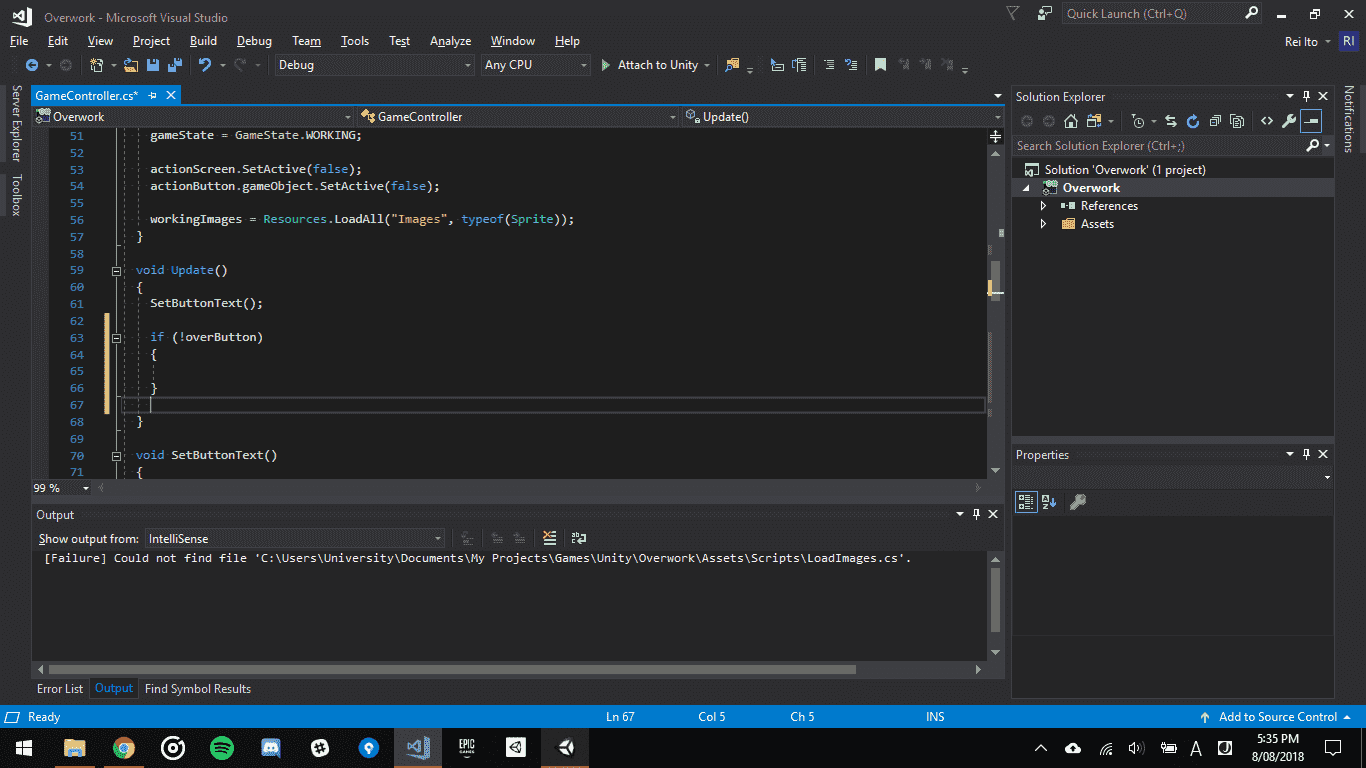 Overwork - Microsoft Visual Studio
Quick Launch (Ctrl+Q)
File Edit View Project Build Debug Team Tools Test Analyze Window Help
Rei Ito RI
Debug Any CPU Attach to Unity
Server Explorer
Toolbox
GameController.cs*
Overwork GameController Update()
51 gameState = GameState.WORKING;
52
53 actionScreen.SetActive(false);
54 actionButton.gameObject.SetActive(false);
55
56 workingImages = Resources.LoadAll("Images", typeof(Sprite));
57 }
58
59 void Update()
60 {
61 SetButtonText();
62
63 if (!overButton)
64 {
65
66 }
67
68 }
69
70 void SetButtonText()
71 {
99 %
Output
Show output from: IntelliSense
[Failure] Could not find file 'C:\Users\University\Documents\My Projects\Games\Unity\Overwork\Assets\Scripts\LoadImages.cs'.
Error List Output Find Symbol Results
Solution Explorer
Search Solution Explorer (Ctrl+;)
Solution 'Overwork' (1 project)
Overwork
References
Assets
Properties
Notifications
Ready Ln 67 Col 5 Ch 5 INS Add to Source Control
EPIC
GAMES
A
J
5:35 PM
8/08/2018